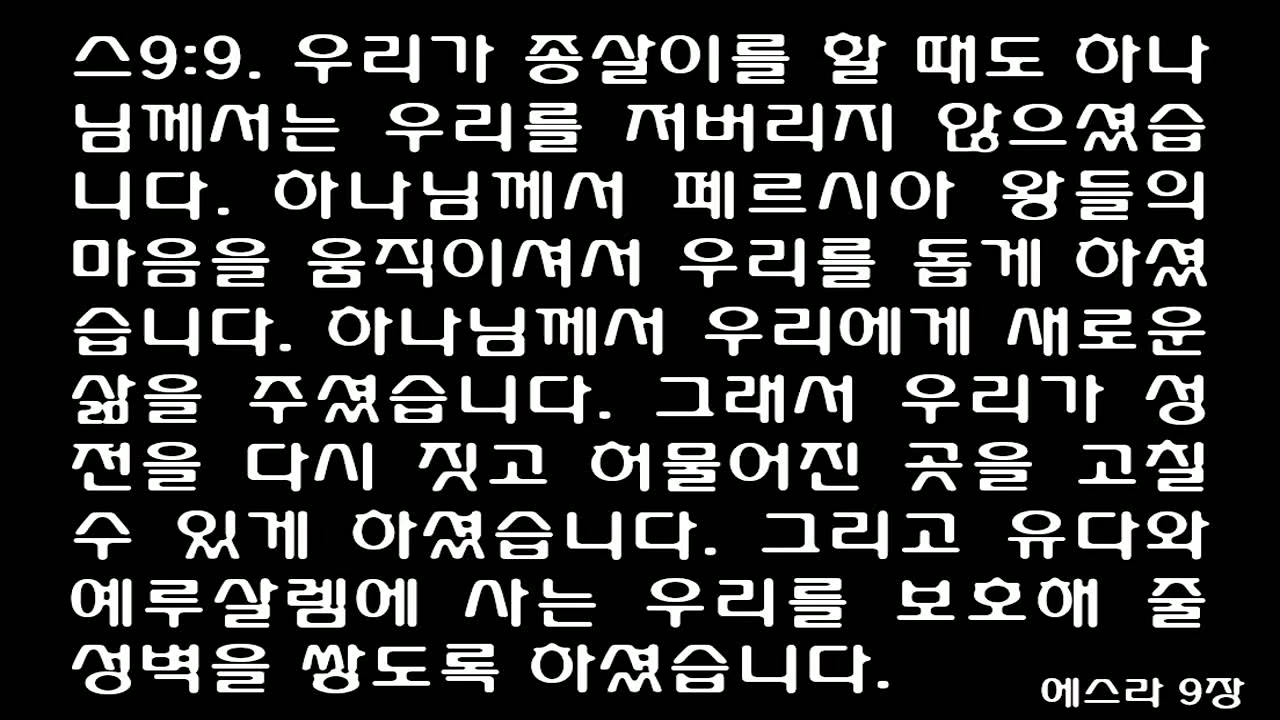 스9:9. 우리가 종살이를 할 때도 하나
님께서는 우리를 저버리지 않으셨습
니다. 하나님께서 페르시아 왕들의
마음을 움직이셔서 우리를 돕게 하셨
습니다. 하나님께서 우리에게 새로운
삶을 주셨습니다. 그래서 우리가 성
전을 다시 짓고 허물어진 곳을 고칠
수 있게 하셨습니다. 그리고 유다와
예루살렘에 사는 우리를 보호해 줄
성벽을 쌓도록 하셨습니다.
에스라 9장